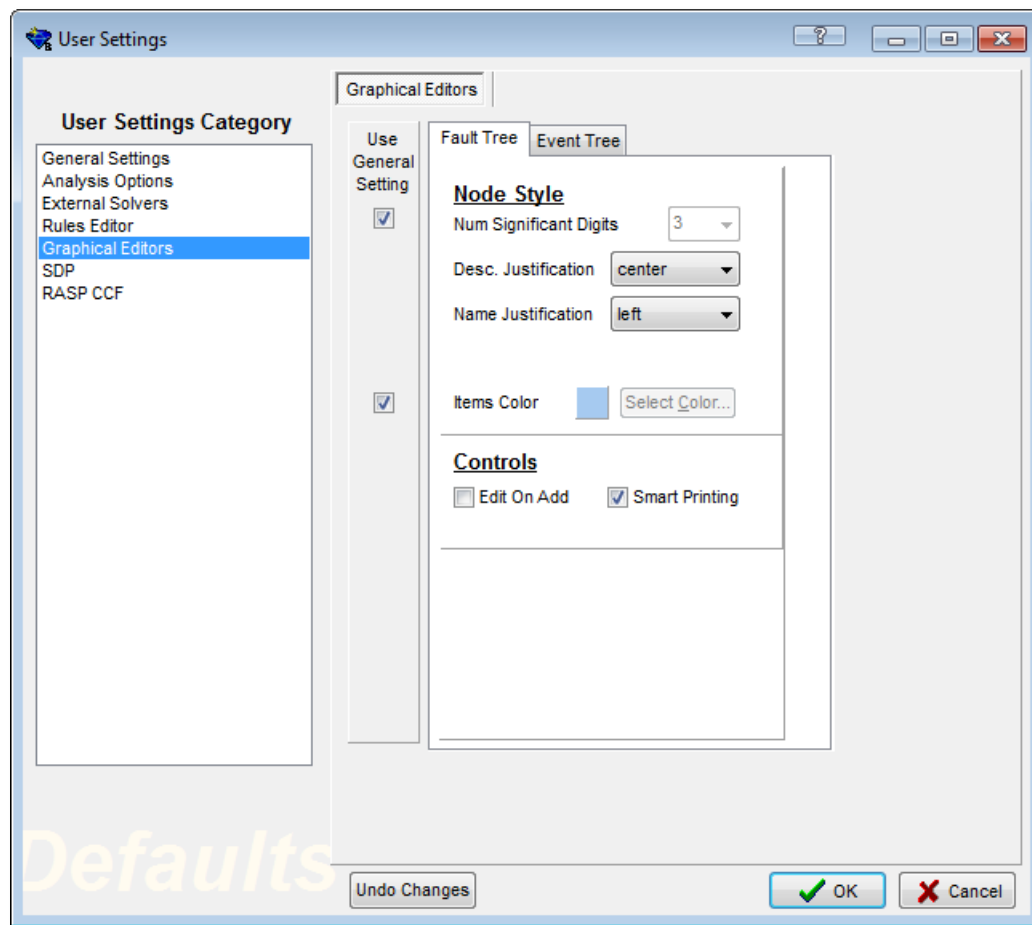 User Settings
?
User Settings Category
General Settings
Analysis Options
External Solvers
Rules Editor
Graphical Editors
SDP
RASP CCF
Graphical Editors
Use
General
Setting
Fault Tree
Event Tree
Node Style
Num Significant Digits 3
Desc. Justification center
Name Justification left
Items Color Select Color...
Controls
Edit On Add Smart Printing
Defaults
Undo Changes
OK
Cancel